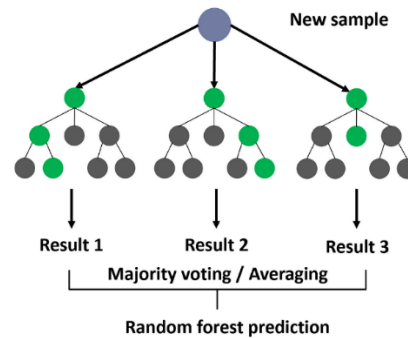 New sample
Result 1
Result 2
Result 3
Majority voting / Averaging
Random forest prediction